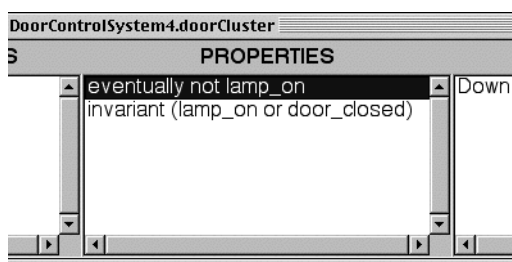 DoorControlSystem4.doorCluster
S PROPERTIES
eventually not lamp_on
invariant (lamp_on or door_closed)
Down